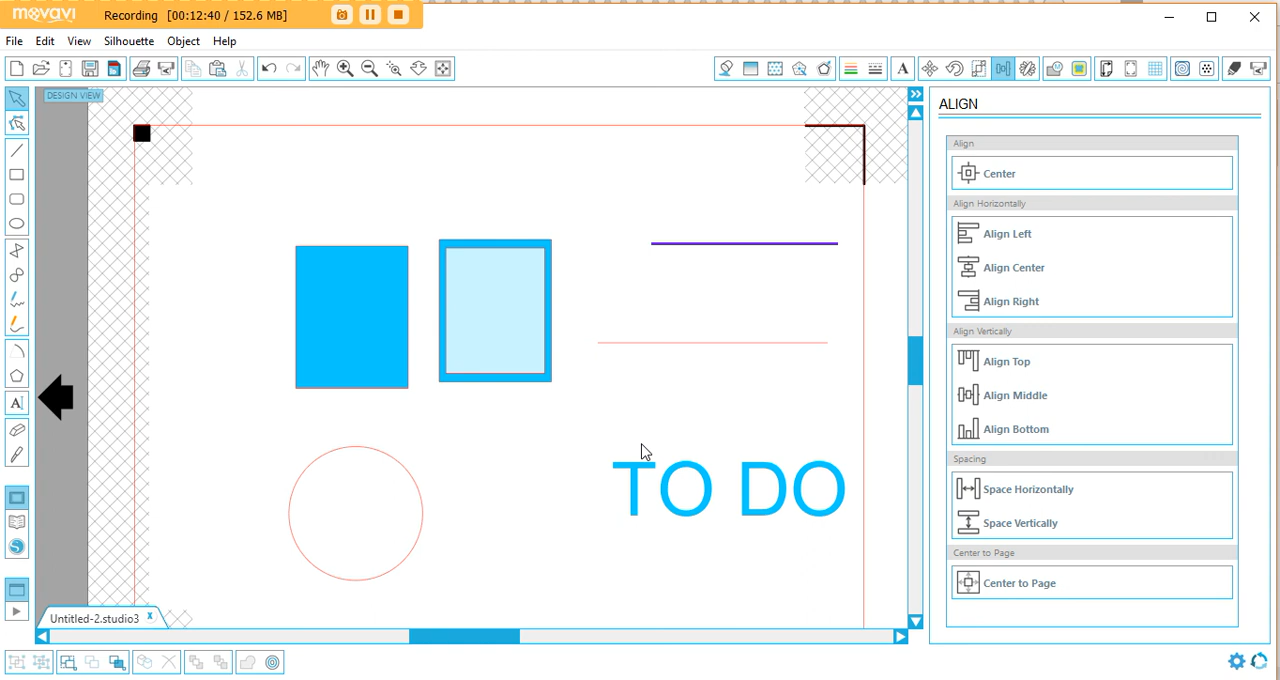 movavi Recording [00:12:40 / 152.6 MB]
File Edit View Silhouette Object Help
DESIGN VIEW
ALIGN
Align
Center
Align Horizontally
Align Left
Align Center
Align Right
Align Vertically
Align Top
Align Middle
Align Bottom
Spacing
Space Horizontally
Space Vertically
Center to Page
Center to Page
TO DO
Untitled-2.studio3 x